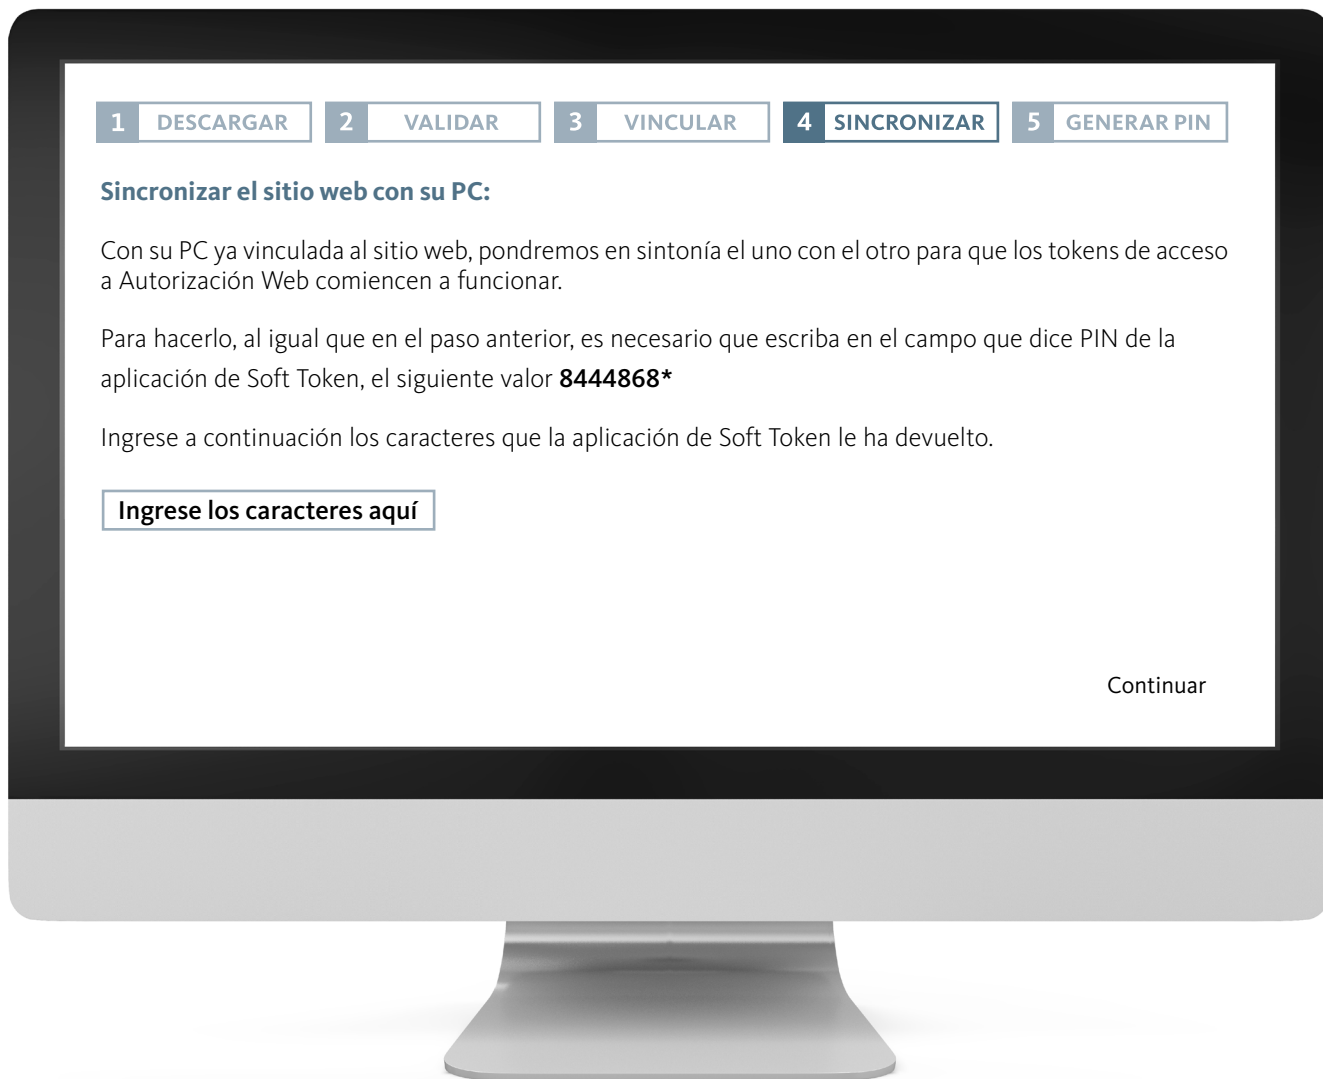 1 DESCARGAR 2 VALIDAR 3 VINCULAR 4 SINCRONIZAR 5 GENERAR PIN
Sincronizar el sitio web con su PC:
Con su PC ya vinculada al sitio web, pondremos en sintonía el uno con el otro para que los tokens de acceso
a Autorización Web comiencen a funcionar.
Para hacerlo, al igual que en el paso anterior, es necesario que escriba en el campo que dice PIN de la
aplicación de Soft Token, el siguiente valor 8444868*
Ingrese a continuación los caracteres que la aplicación de Soft Token le ha devuelto.
Ingrese los caracteres aquí
Continuar